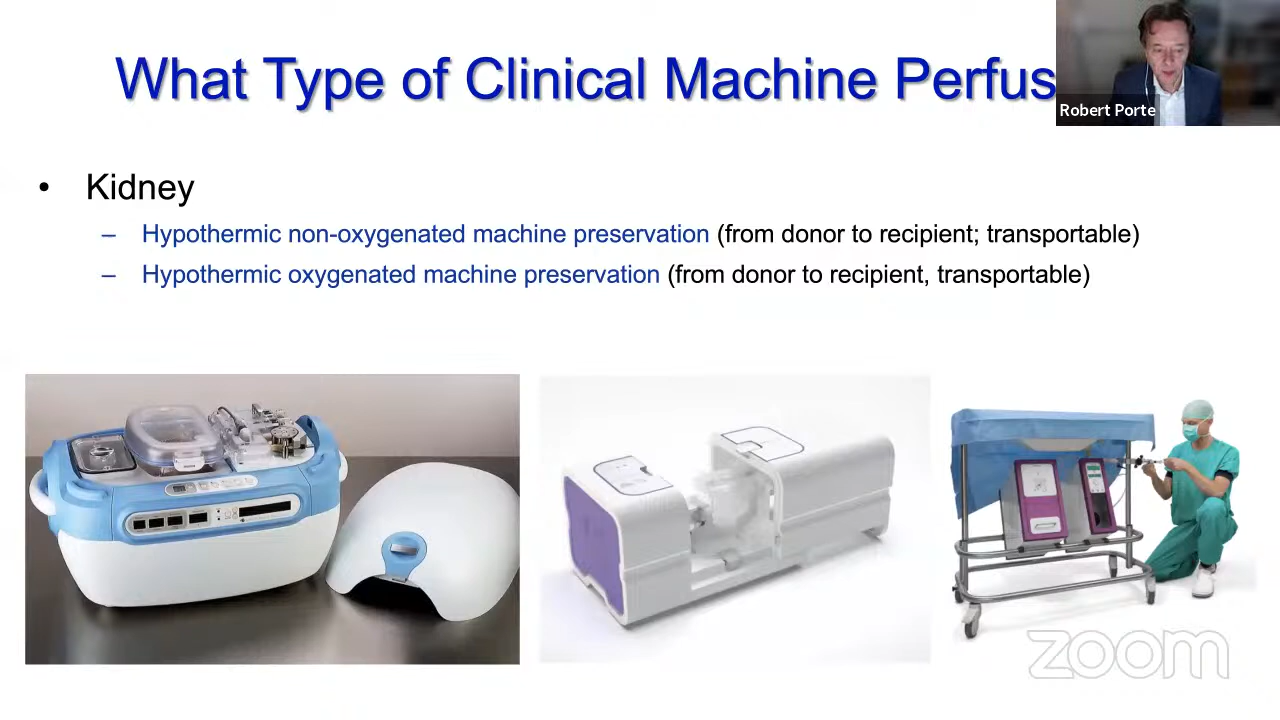 What Type of Clinical Machine Perfus
Robert Porte
• Kidney
– Hypothermic non-oxygenated machine preservation (from donor to recipient; transportable)
– Hypothermic oxygenated machine preservation (from donor to recipient, transportable)
zoom